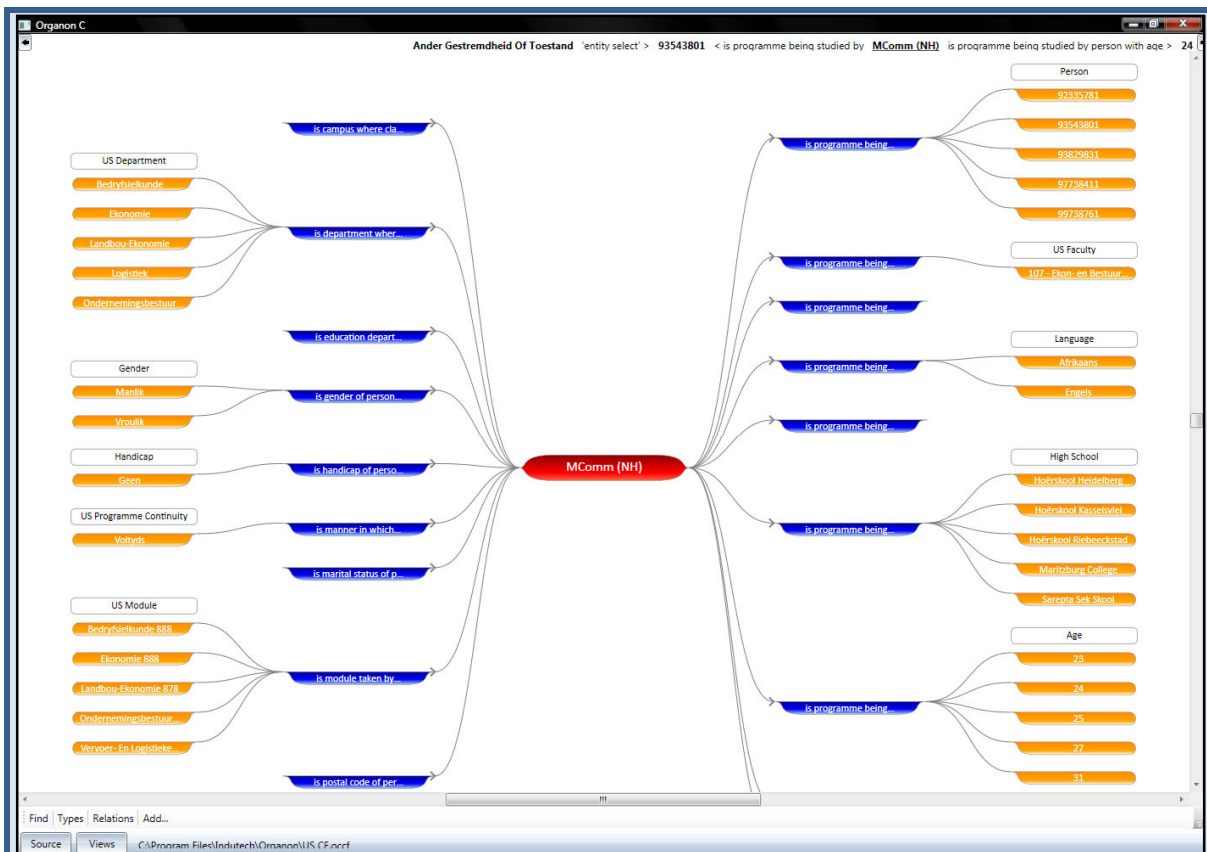 Organon C
Ander Gestremdheid Of Toestand 'entity select' > 93543801 < is programme being studied by MComm (NH) is programme being studied by person with age > 24
is campus where cla...
US Department
Bedryfsielkunde
Ekonomie
Landbou-Ekonomie
Logistiek
Ondernemingsbestuur
is department wher...
is education depart...
Gender
Manlik
Vroulik
is gender of person...
Handicap
Geen
is handicap of perso...
US Programme Continuity
Voltyds
is manner in which...
is marital status of p...
US Module
Bedryfsielkunde 888
Ekonomie 888
Landbou-Ekonomie 878
Ondernemingsbestuur...
Vervoer- En Logistieke...
is module taken by...
is postal code of per...
MComm (NH)
Person
92335781
93543801
93829831
97738411
99738761
is programme being...
US Faculty
107 - Ekon- en Bestuur...
is programme being...
is programme being...
Language
Afrikaans
Engels
is programme being...
is programme being...
High School
Hoërskool Heidelberg
Hoërskool Kasselsvlei
Hoërskool Riebeeckstad
Maritzburg College
Sarepta Sek Skool
is programme being...
Age
23
24
25
27
31
is programme being...
Find Types Relations Add...
Source Views C:\Program Files\Indutech\Organon\US CF.occf